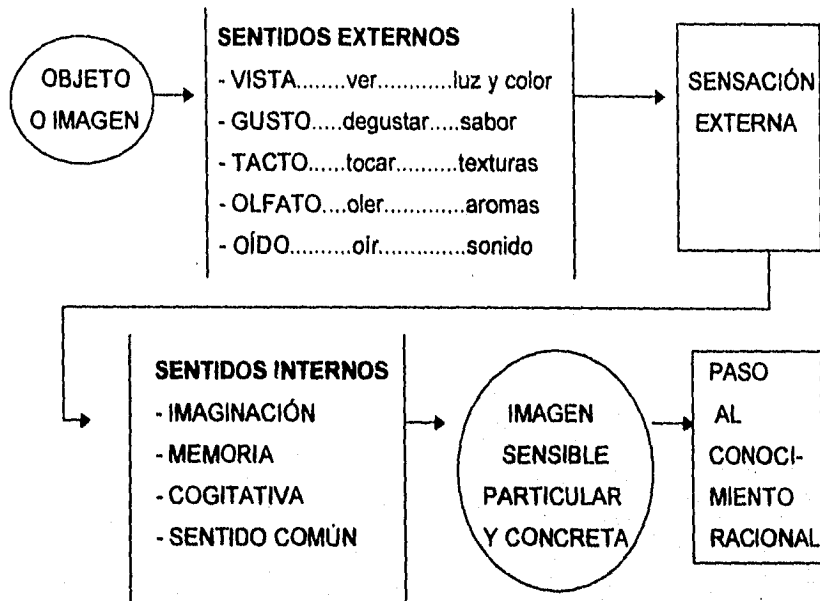 OBJETO
O IMAGEN
SENTIDOS EXTERNOS
- VISTA........ver............luz y color
- GUSTO.....degustar.....sabor
- TACTO.....tocar..........texturas
- OLFATO....oler............aromas
- OÍDO.........oír.............sonido
SENSACIÓN
EXTERNA
SENTIDOS INTERNOS
- IMAGINACIÓN
- MEMORIA
- COGITATIVA
- SENTIDO COMÚN
IMAGEN
SENSIBLE
PARTICULAR
Y CONCRETA
PASO
AL
CONOCI-
MIENTO
RACIONAL